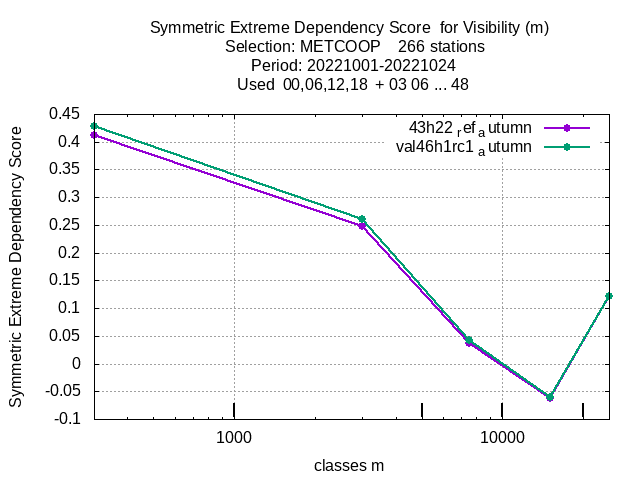 Symmetric Extreme Dependency Score for Visibility (m)
Selection: METCOOP 266 stations
Period: 20221001-20221024
Used 00,06,12,18 + 03 06 ... 48
43h22 ref autumn
val46h1rc1 autumn
Symmetric Extreme Dependency Score
0.45
0.4
0.35
0.3
0.25
0.2
0.15
0.1
0.05
0
-0.05
-0.1
1000
10000
classes m